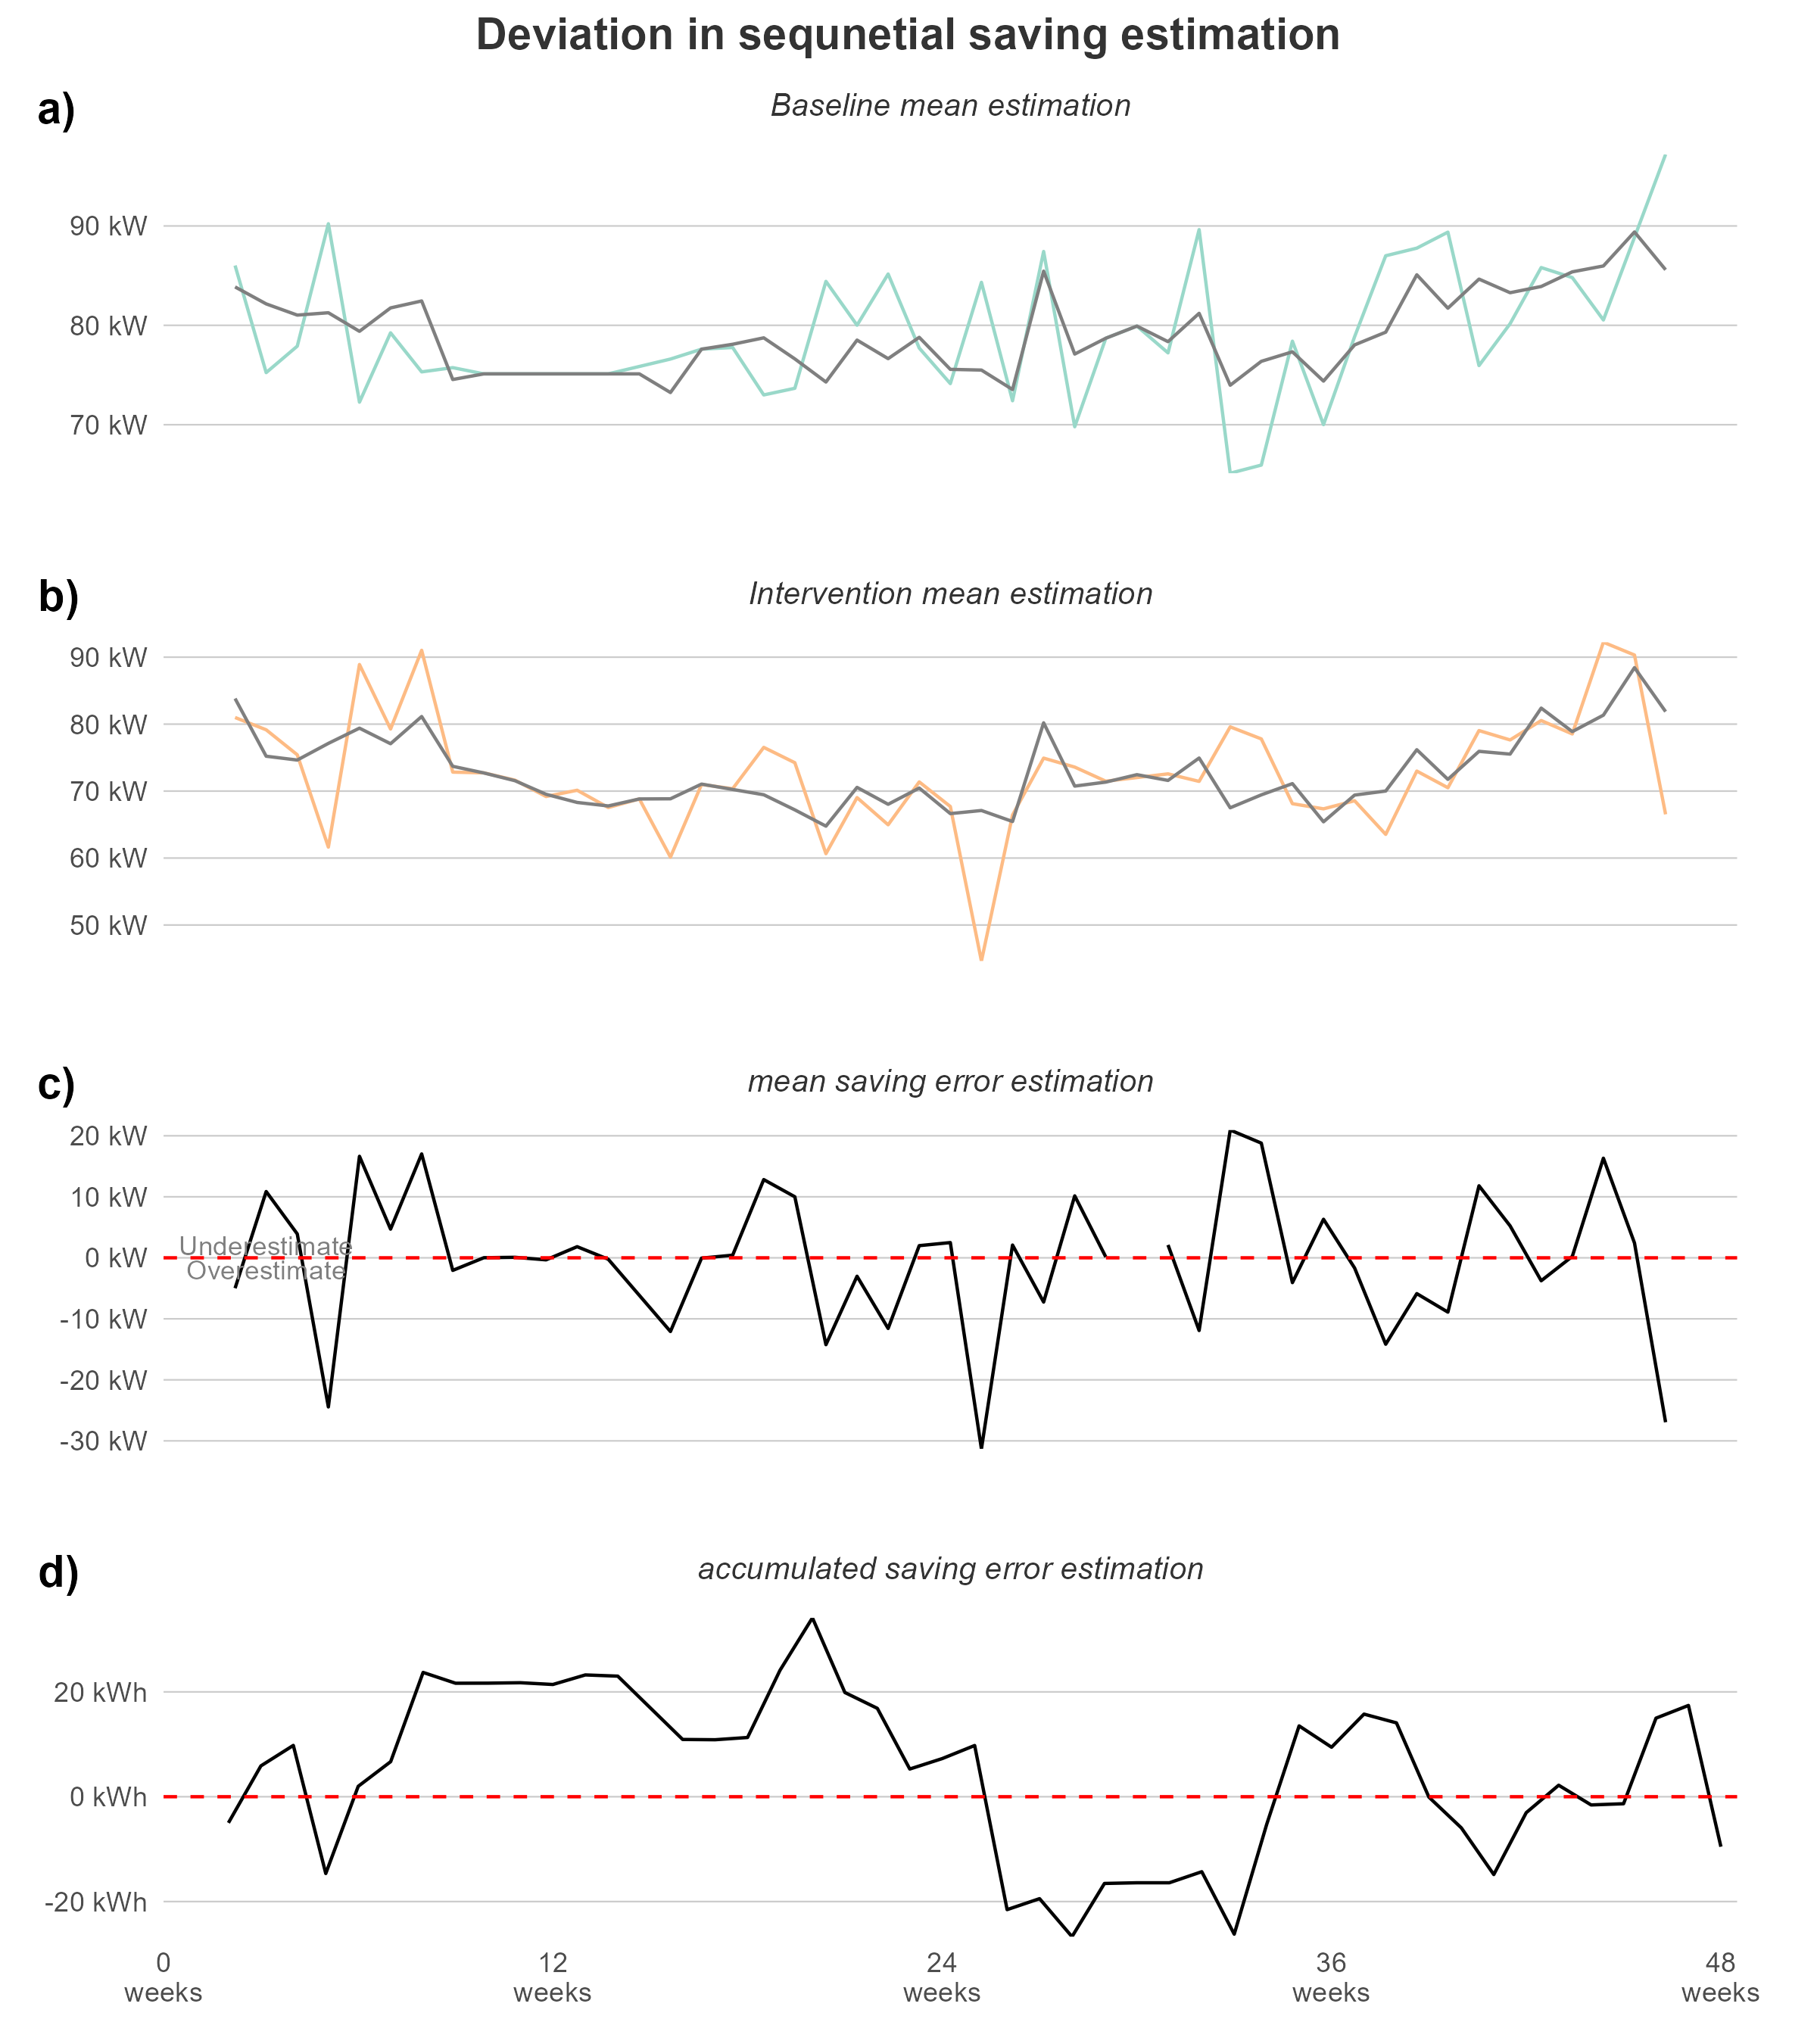 Deviation in sequnetial saving estimation
a)
Baseline mean estimation
90 kW
80 kW
70 kW
b)
Intervention mean estimation
90 kW
80 kW
70 kW
60 kW
50 kW
c)
mean saving error estimation
20 kW
10 kW
Underestimate
0 kW
Overestimate
-10 kW
-20 kW
-30 kW
d)
accumulated saving error estimation
20 kWh
0 kWh
-20 kWh
0 12 24 36 48
weeks weeks weeks weeks weeks